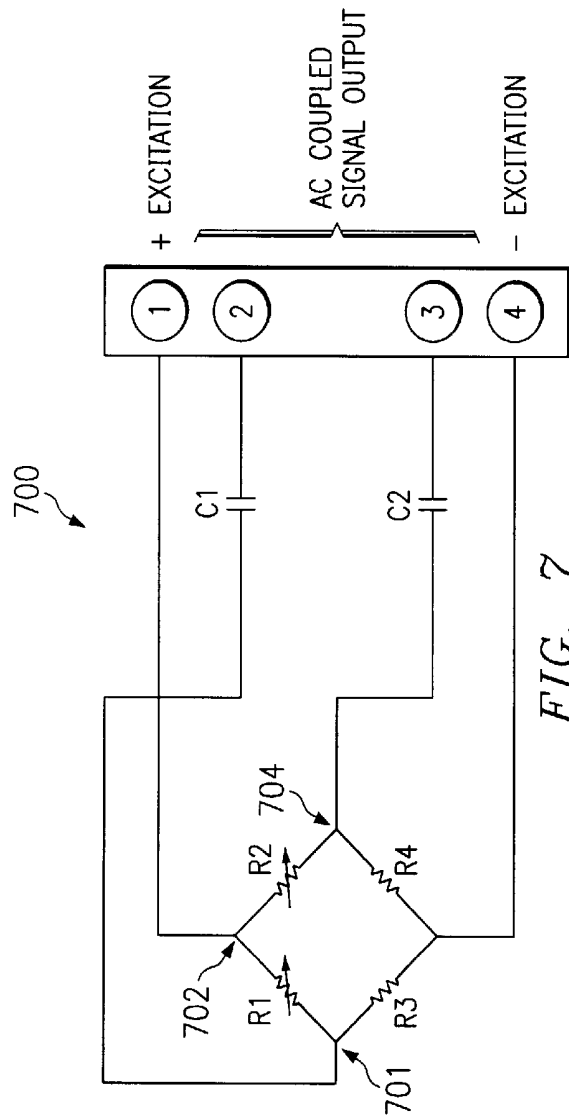 700
1
+ EXCITATION
C1
2
AC COUPLED
SIGNAL OUTPUT
702
704
R1
R2
C2
3
R3
R4
701
4
- EXCITATION
FIG. 7